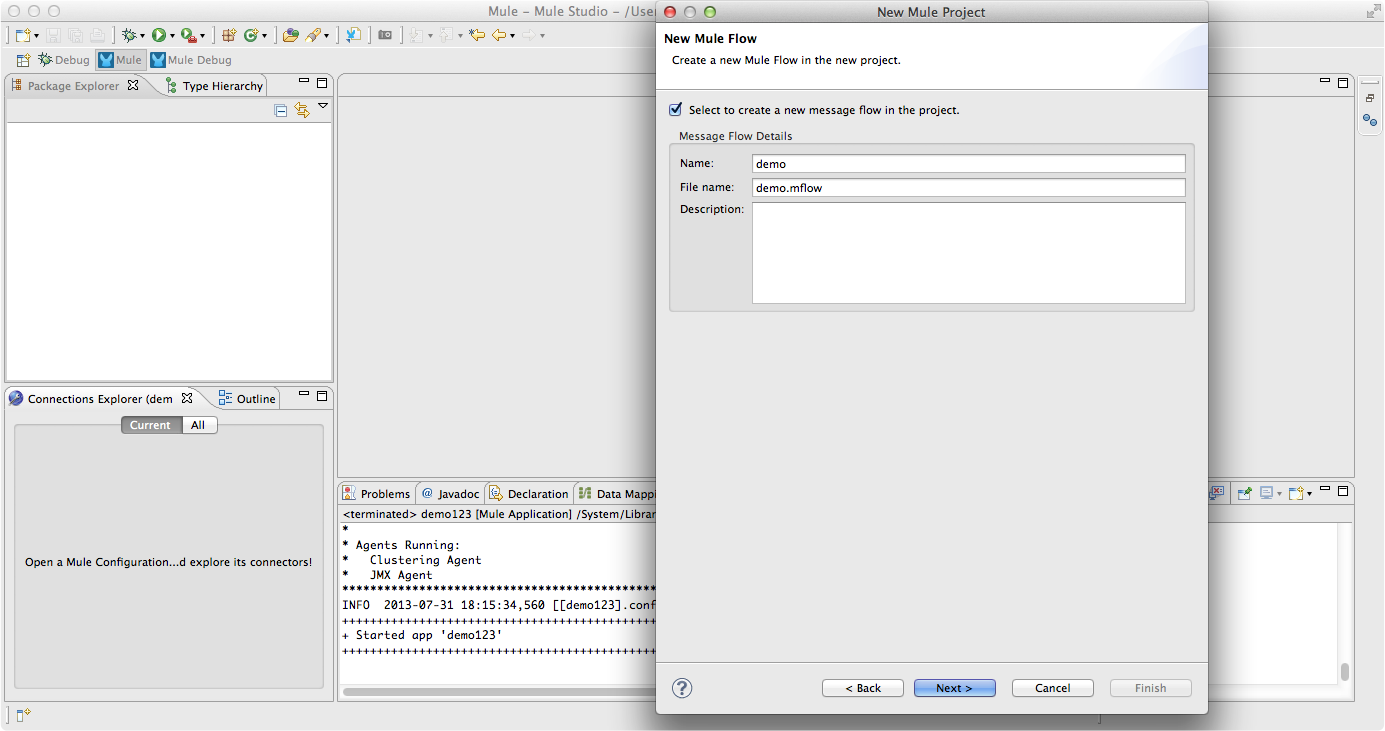 Mule – Mule Studio – /User
New Mule Project
Debug
Mule
Mule Debug
Package Explorer
Type Hierarchy
New Mule Flow
Create a new Mule Flow in the new project.
Select to create a new message flow in the project.
Message Flow Details
Name:
demo
File name:
demo.mflow
Description:
Connections Explorer (dem
Outline
Current
All
Open a Mule Configuration...d explore its connectors!
Problems
@ Javadoc
Declaration
Data Mappi
<terminated> demo123 [Mule Application] /System/Librar
*
* Agents Running:
* Clustering Agent
* JMX Agent
*********************************************
INFO 2013-07-31 18:15:34,560 [[demo123].conf
+++++++++++++++++++++++++++++++++++++++++++++
+ Started app 'demo123'
+++++++++++++++++++++++++++++++++++++++++++++
?
< Back
Next >
Cancel
Finish